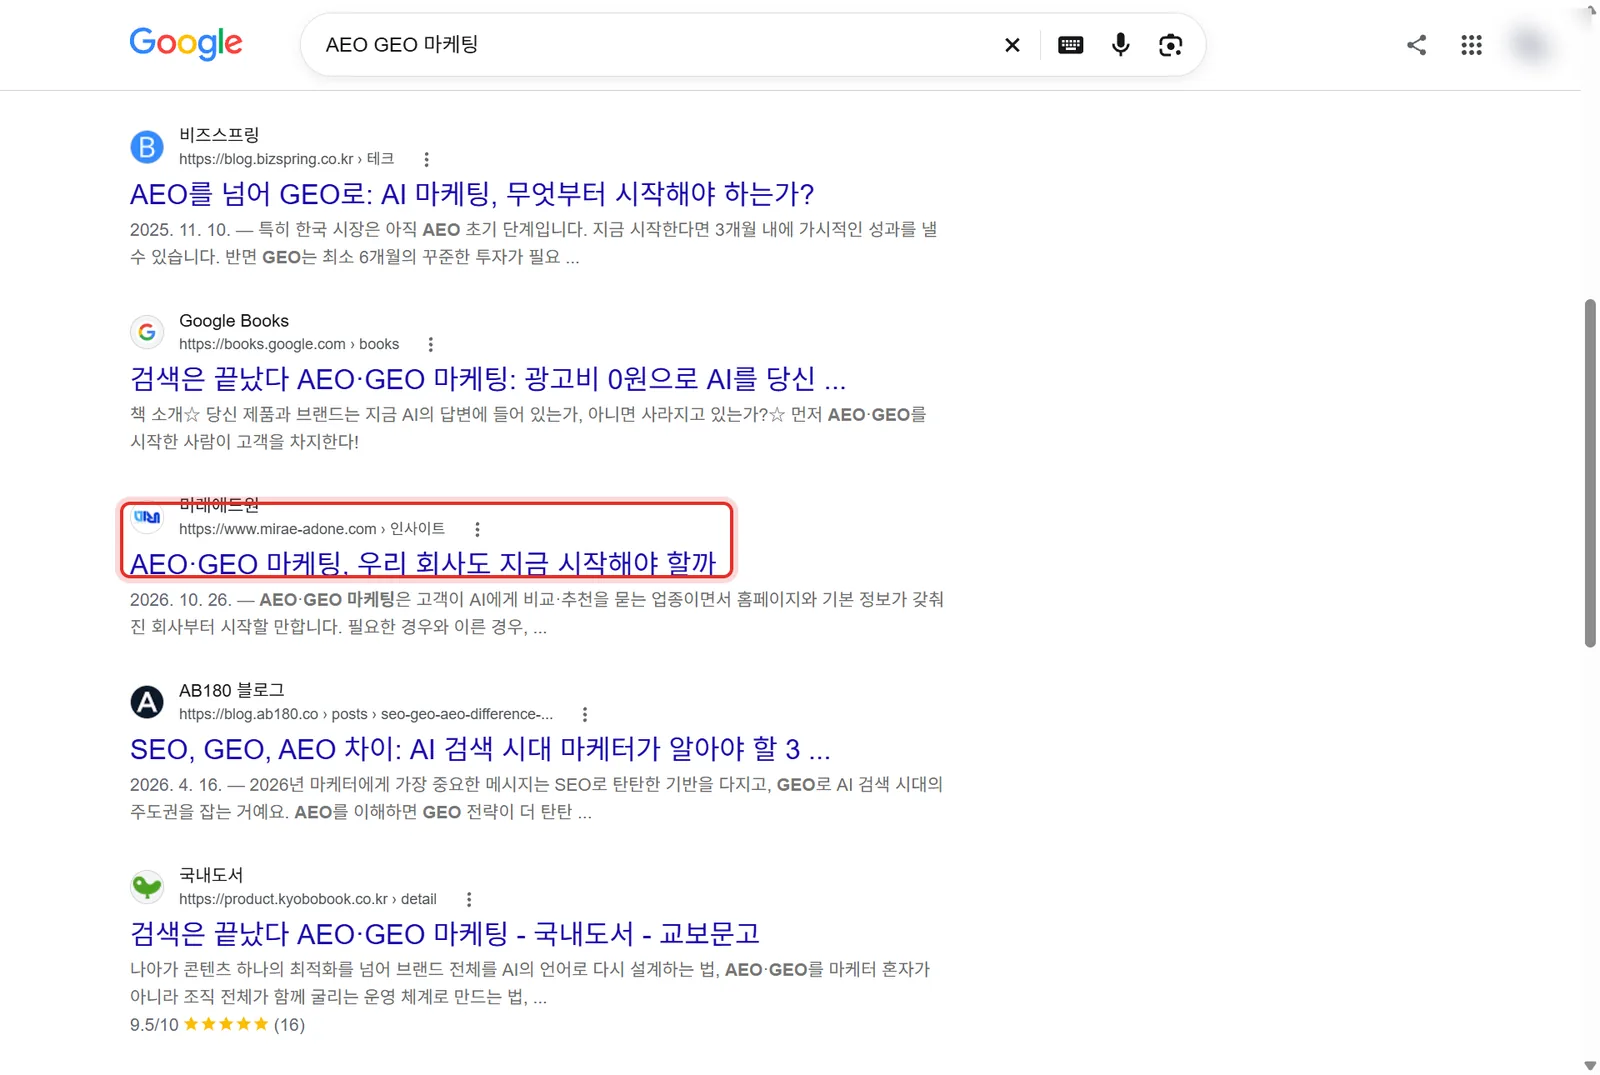 Google
AEO GEO 마케팅
비즈스프링
https://blog.bizspring.co.kr › 테크
AEO를 넘어 GEO로: AI 마케팅, 무엇부터 시작해야 하는가?
2025. 11. 10. — 특히 한국 시장은 아직 AEO 초기 단계입니다. 지금 시작한다면 3개월 내에 가시적인 성과를 낼
수 있습니다. 반면 GEO는 최소 6개월의 꾸준한 투자가 필요 ...
Google Books
https://books.google.com › books
검색은 끝났다 AEO·GEO 마케팅: 광고비 0원으로 AI를 당신 ...
책 소개☆ 당신 제품과 브랜드는 지금 AI의 답변에 들어 있는가, 아니면 사라지고 있는가?☆ 먼저 AEO·GEO를
시작한 사람이 고객을 차지한다!
미래애드원
https://www.mirae-adone.com › 인사이트
AEO·GEO 마케팅, 우리 회사도 지금 시작해야 할까
2026. 10. 26. — AEO·GEO 마케팅은 고객이 AI에게 비교·추천을 묻는 업종이면서 홈페이지와 기본 정보가 갖춰
진 회사부터 시작할 만합니다. 필요한 경우와 이른 경우, ...
AB180 블로그
https://blog.ab180.co › posts › seo-geo-aeo-difference-...
SEO, GEO, AEO 차이: AI 검색 시대 마케터가 알아야 할 3 ...
2026. 4. 16. — 2026년 마케터에게 가장 중요한 메시지는 SEO로 탄탄한 기반을 다지고, GEO로 AI 검색 시대의
주도권을 잡는 거예요. AEO를 이해하면 GEO 전략이 더 탄탄 ...
국내도서
https://product.kyobobook.co.kr › detail
검색은 끝났다 AEO·GEO 마케팅 - 국내도서 - 교보문고
나아가 콘텐츠 하나의 최적화를 넘어 브랜드 전체를 AI의 언어로 다시 설계하는 법, AEO·GEO를 마케터 혼자가
아니라 조직 전체가 함께 굴리는 운영 체계로 만드는 법, ...
9.5/10 ★★★★★ (16)